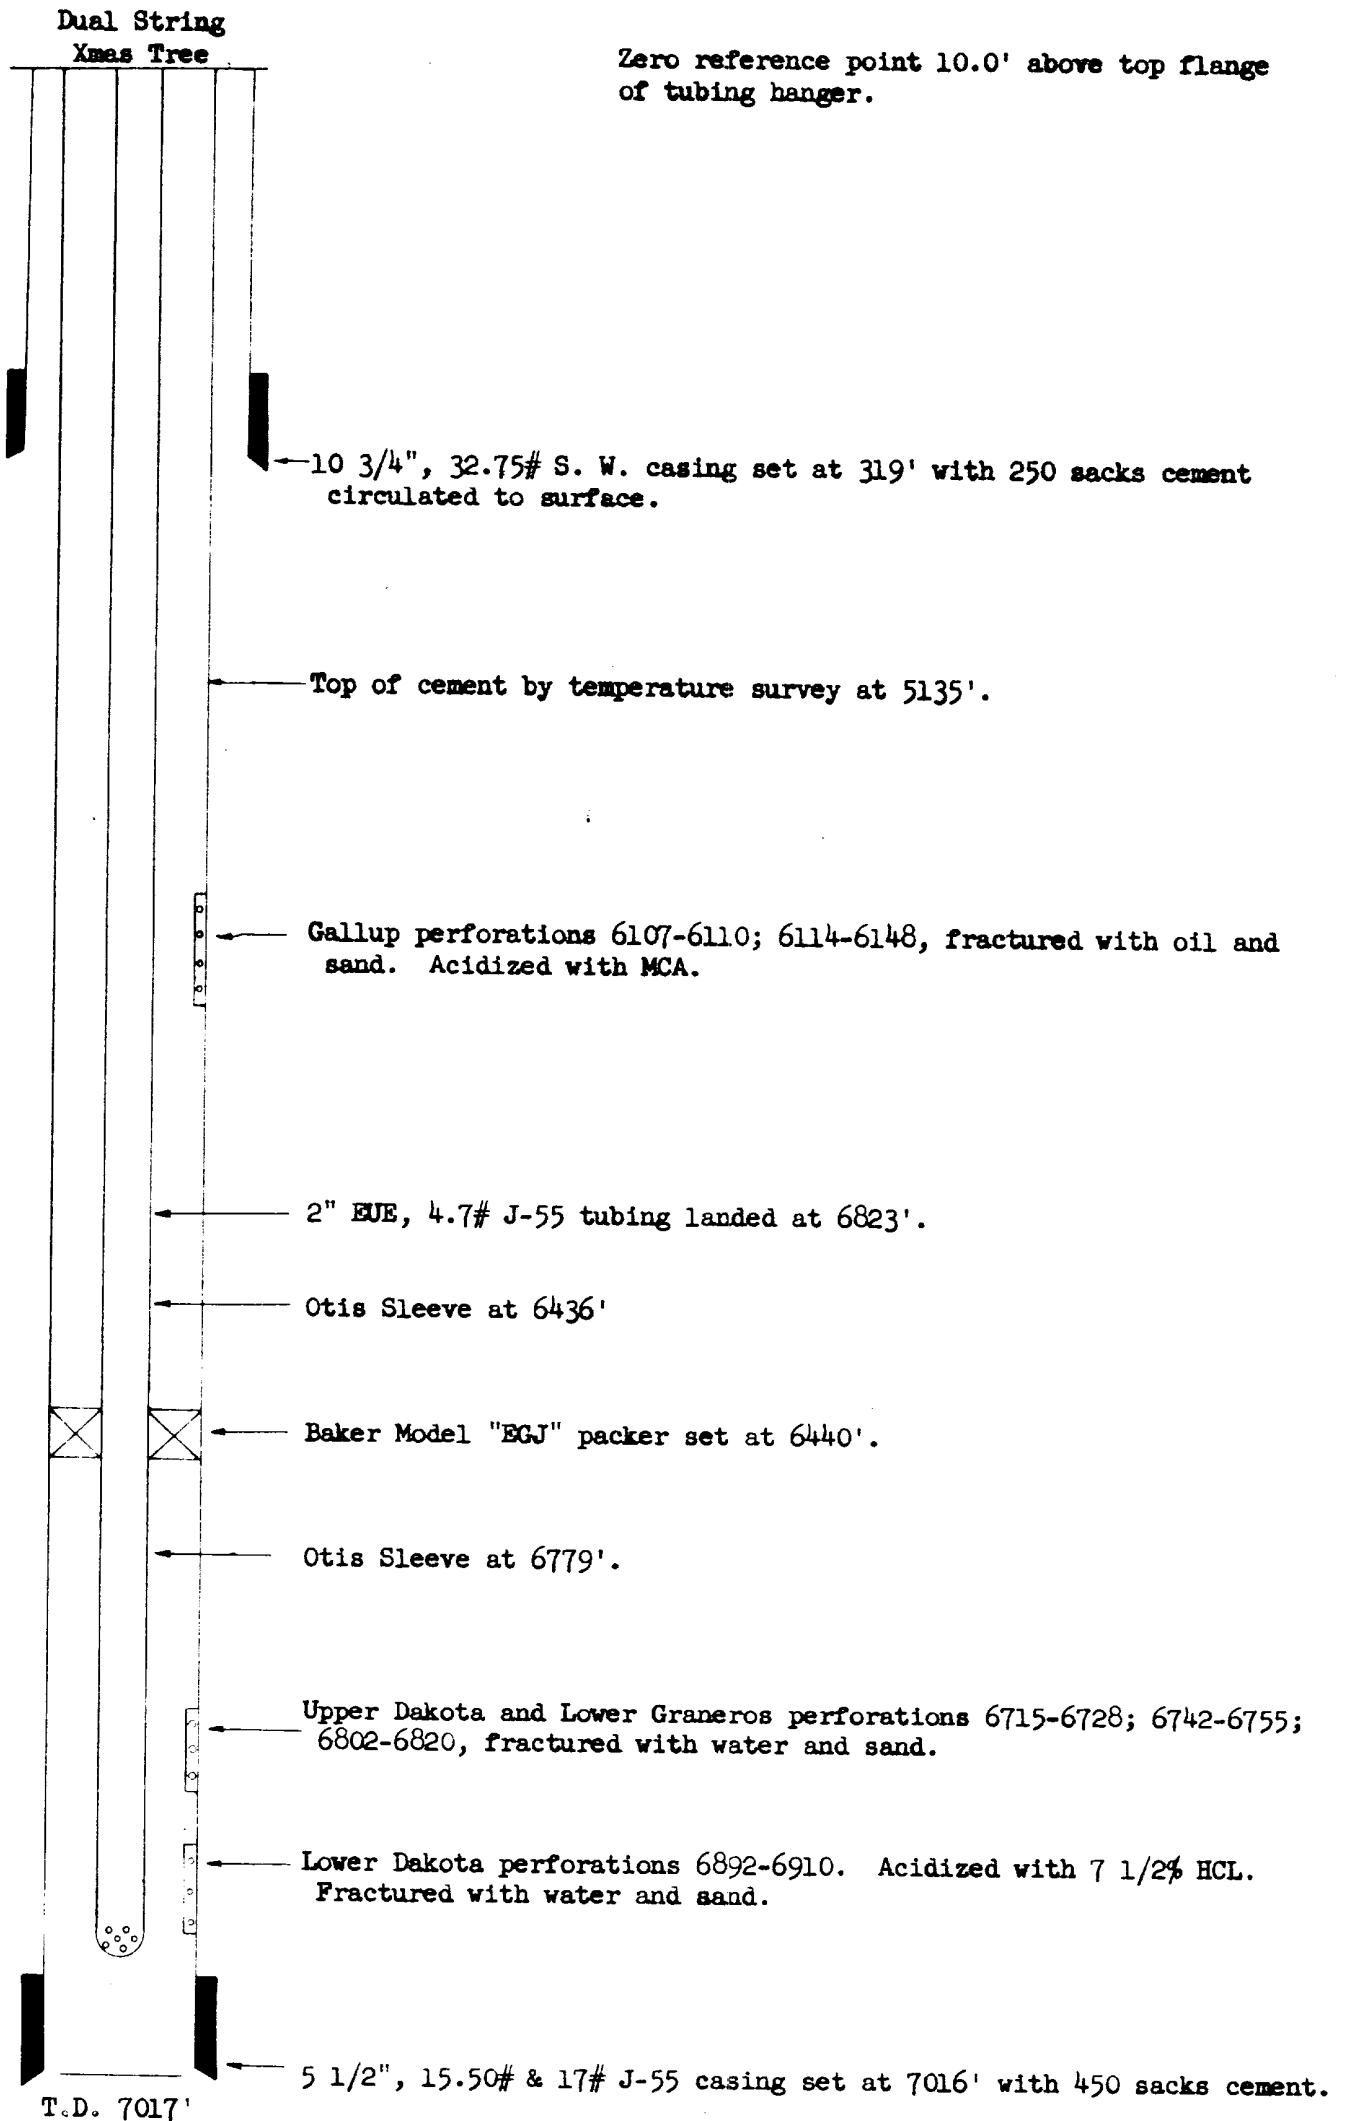 Dual String
Xmas Tree
Zero reference point 10.0' above top flange
of tubing hanger.
10 3/4", 32.75# S. W. casing set at 319' with 250 sacks cement
circulated to surface.
Top of cement by temperature survey at 5135'.
Gallup perforations 6107-6110; 6114-6148, fractured with oil and
sand. Acidized with MCA.
2" EUE, 4.7# J-55 tubing landed at 6823'.
Otis Sleeve at 6436'
Baker Model "EGJ" packer set at 6440'.
Otis Sleeve at 6779'.
Upper Dakota and Lower Graneros perforations 6715-6728; 6742-6755;
6802-6820, fractured with water and sand.
Lower Dakota perforations 6892-6910. Acidized with 7 1/2% HCL.
Fractured with water and sand.
5 1/2", 15.50# & 17# J-55 casing set at 7016' with 450 sacks cement.
T.D. 7017'